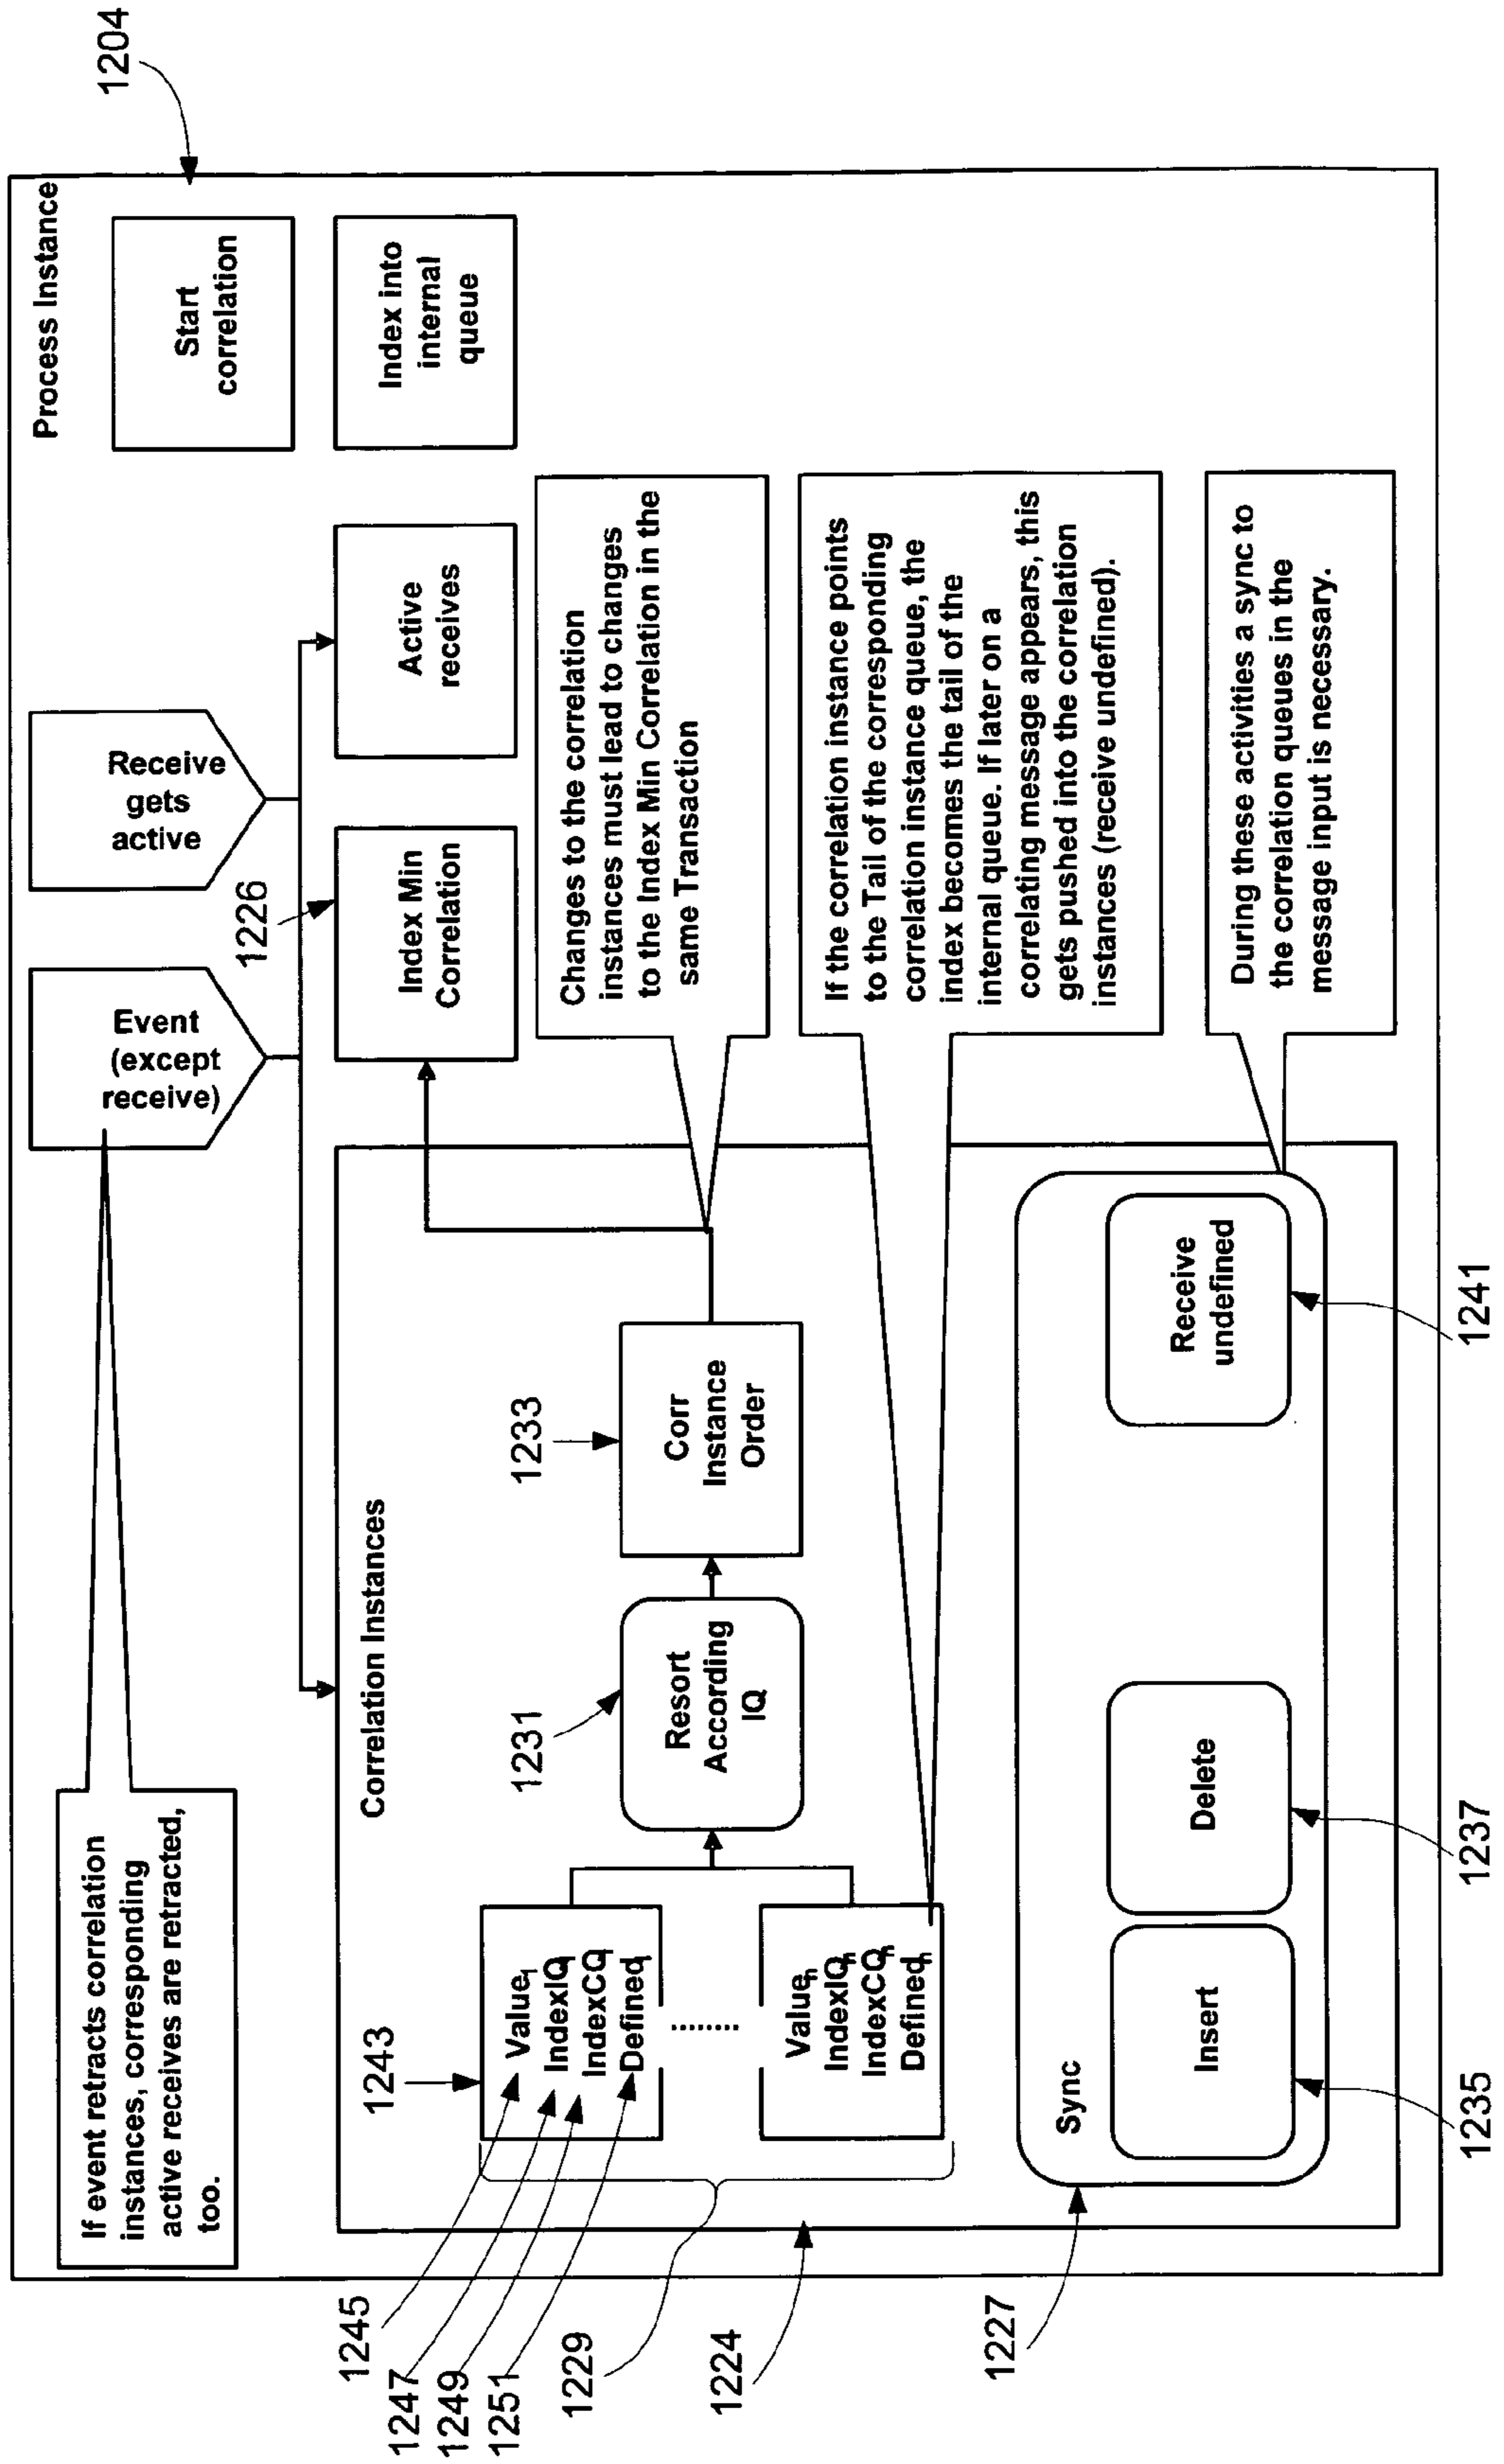 Process Instance
1204
If event retracts correlation
instances, corresponding
active receives are retracted,
too.
Event
(except
receive)
Receive
gets
active
Start
correlation
1226
Index Min
Correlation
Active
receives
Index into
internal
queue
Correlation Instances
1243
Value1
IndexIQ1
IndexCQ1
Defined1
........
Valuen
IndexIQn
IndexCQn
Definedn
1231
Resort
According
IQ
1233
Corr
Instance
Order
Changes to the correlation
instances must lead to changes
to the Index Min Correlation in the
same Transaction
If the correlation instance points
to the Tail of the corresponding
correlation instance queue, the
index becomes the tail of the
internal queue. If later on a
correlating message appears, this
gets pushed into the correlation
instances (receive undefined).
During these activities a sync to
the correlation queues in the
message input is necessary.
Sync
Insert
Delete
Receive
undefined
1245
1247
1249
1251
1229
1224
1227
1235
1237
1241